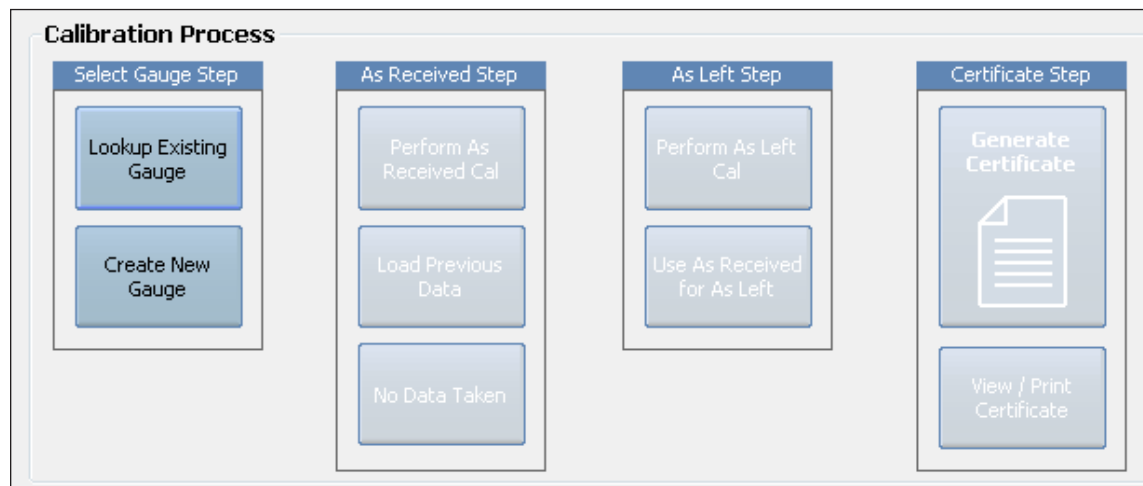 Calibration Process
Select Gauge Step
Lookup Existing
Gauge
Create New
Gauge
As Received Step
Perform As
Received Cal
Load Previous
Data
No Data Taken
As Left Step
Perform As Left
Cal
Use As Received
for As Left
Certificate Step
Generate
Certificate
View / Print
Certificate